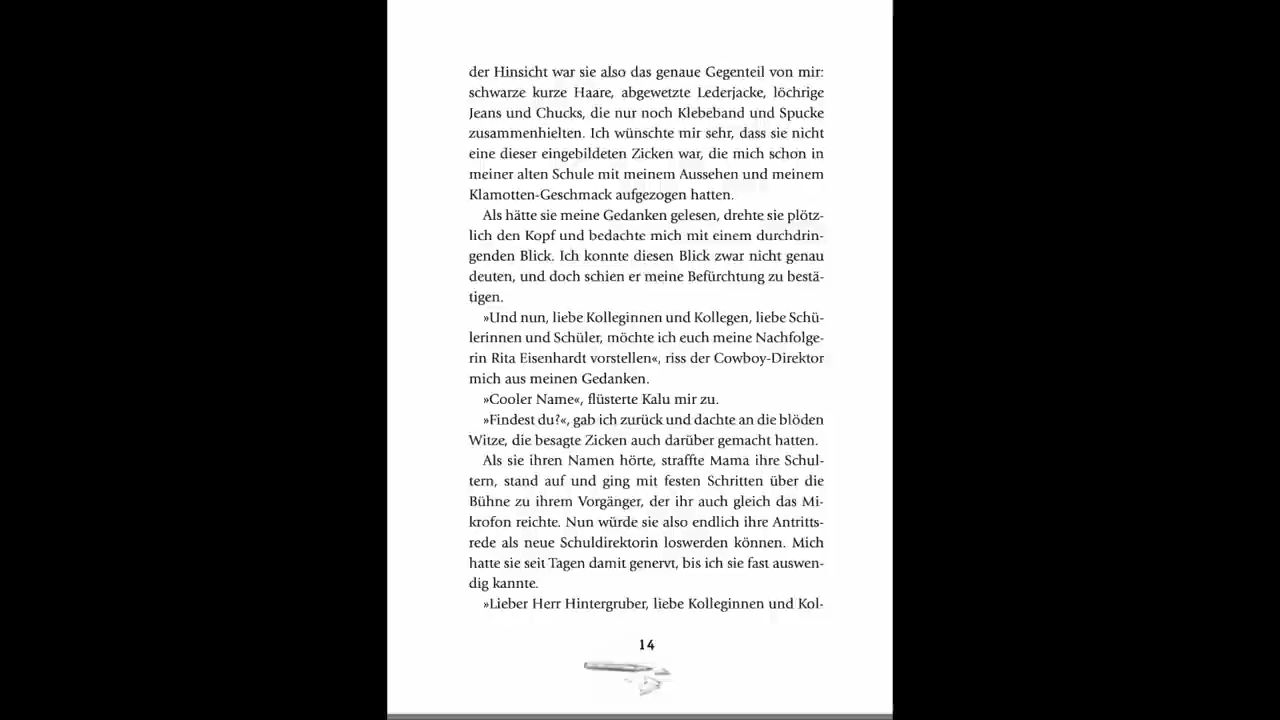 der Hinsicht war sie also das genaue Gegenteil von mir:
schwarze kurze Haare, abgewetzte Lederjacke, löchrige
Jeans und Chucks, die nur noch Klebeband und Spucke
zusammenhielten. Ich wünschte mir sehr, dass sie nicht
eine dieser eingebildeten Zicken war, die mich schon in
meiner alten Schule mit meinem Aussehen und meinem
Klamotten-Geschmack aufgezogen hatten.
Als hätte sie meine Gedanken gelesen, drehte sie plötz-
lich den Kopf und bedachte mich mit einem durchdrin-
genden Blick. Ich konnte diesen Blick zwar nicht genau
deuten, und doch schien er meine Befürchtung zu bestä-
tigen.
»Und nun, liebe Kolleginnen und Kollegen, liebe Schü-
lerinnen und Schüler, möchte ich euch meine Nachfolge-
rin Rita Eisenhardt vorstellen«, riss der Cowboy-Direktor
mich aus meinen Gedanken.
»Cooler Name«, flüsterte Kalu mir zu.
»Findest du?«, gab ich zurück und dachte an die blöden
Witze, die besagte Zicken auch darüber gemacht hatten.
Als sie ihren Namen hörte, straffte Mama ihre Schul-
tern, stand auf und ging mit festen Schritten über die
Bühne zu ihrem Vorgänger, der ihr auch gleich das Mi-
krofon reichte. Nun würde sie also endlich ihre Antritts-
rede als neue Schuldirektorin loswerden können. Mich
hatte sie seit Tagen damit genervt, bis ich sie fast auswen-
dig kannte.
»Lieber Herr Hintergruber, liebe Kolleginnen und Kol-
14